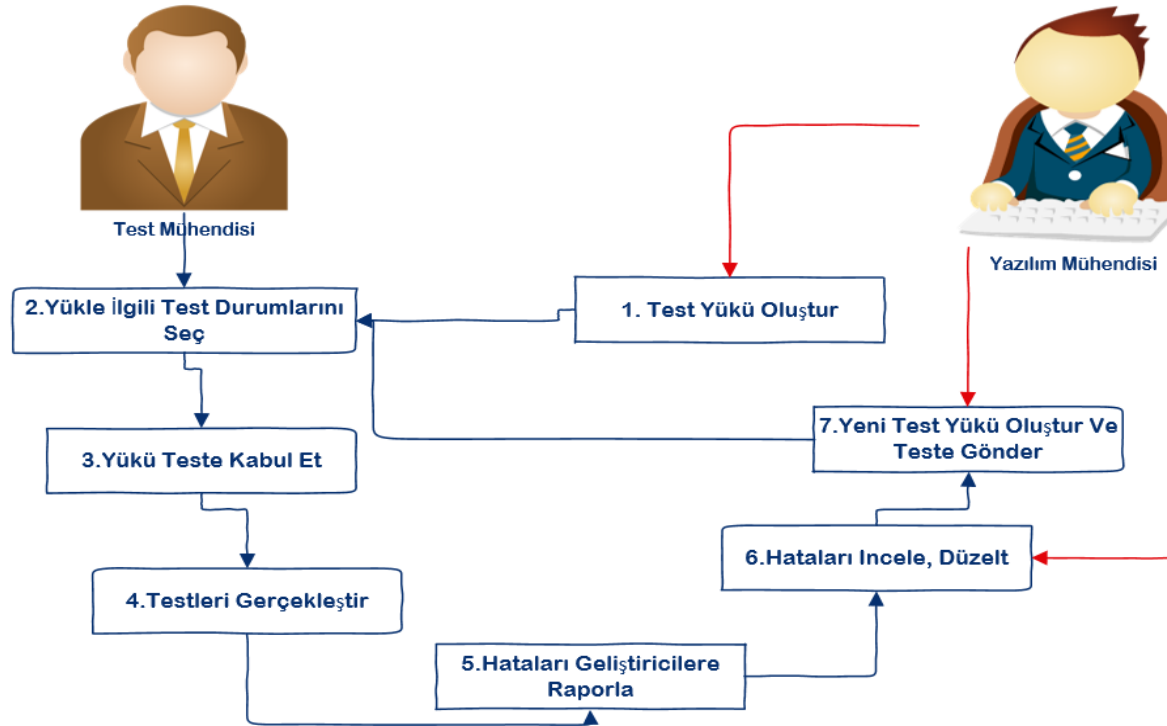 Test Mühendisi
Yazılım Mühendisi
1. Test Yükü Oluştur
2.Yükle İlgili Test Durumlarını
Seç
3.Yükü Teste Kabul Et
4.Testleri Gerçekleştir
5.Hataları Geliştiricilere
Raporla
6.Hataları Incele, Düzelt
7.Yeni Test Yükü Oluştur Ve
Teste Gönder